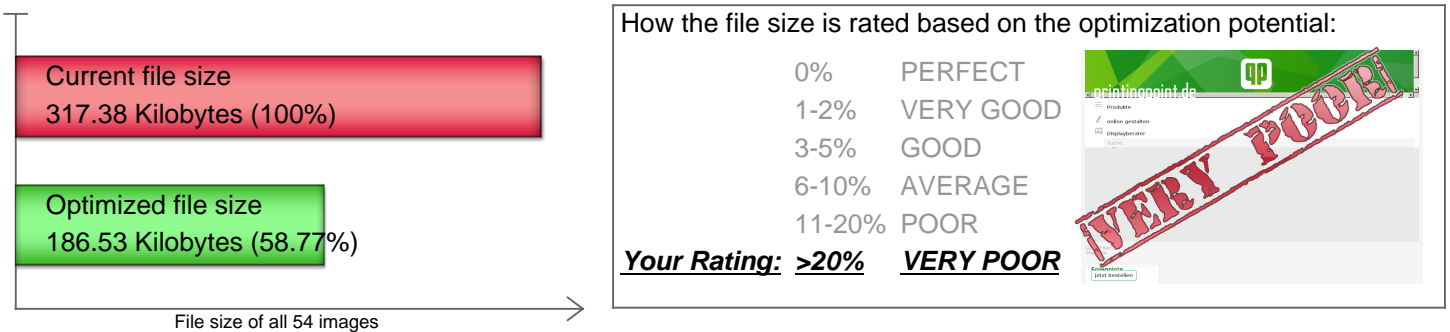 Current file size
317.38 Kilobytes (100%)
Optimized file size
186.53 Kilobytes (58.77%)
File size of all 54 images
How the file size is rated based on the optimization potential:
0% PERFECT
1-2% VERY GOOD
3-5% GOOD
6-10% AVERAGE
11-20% POOR
Your Rating: >20% VERY POOR
printingpoint.de
Produkte
online gestalten
Displayberater
Suche
VERY POOR!
jetzt bestellen